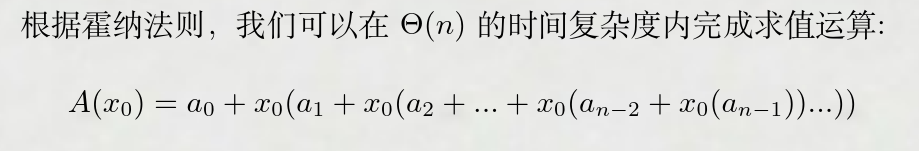 根据霍纳法则，我们可以在 Θ(n) 的时间复杂度内完成求值运算:
A(x₀) = a₀ + x₀(a₁ + x₀(a₂ + ... + x₀(aₙ₋₂ + x₀(aₙ₋₁))...))